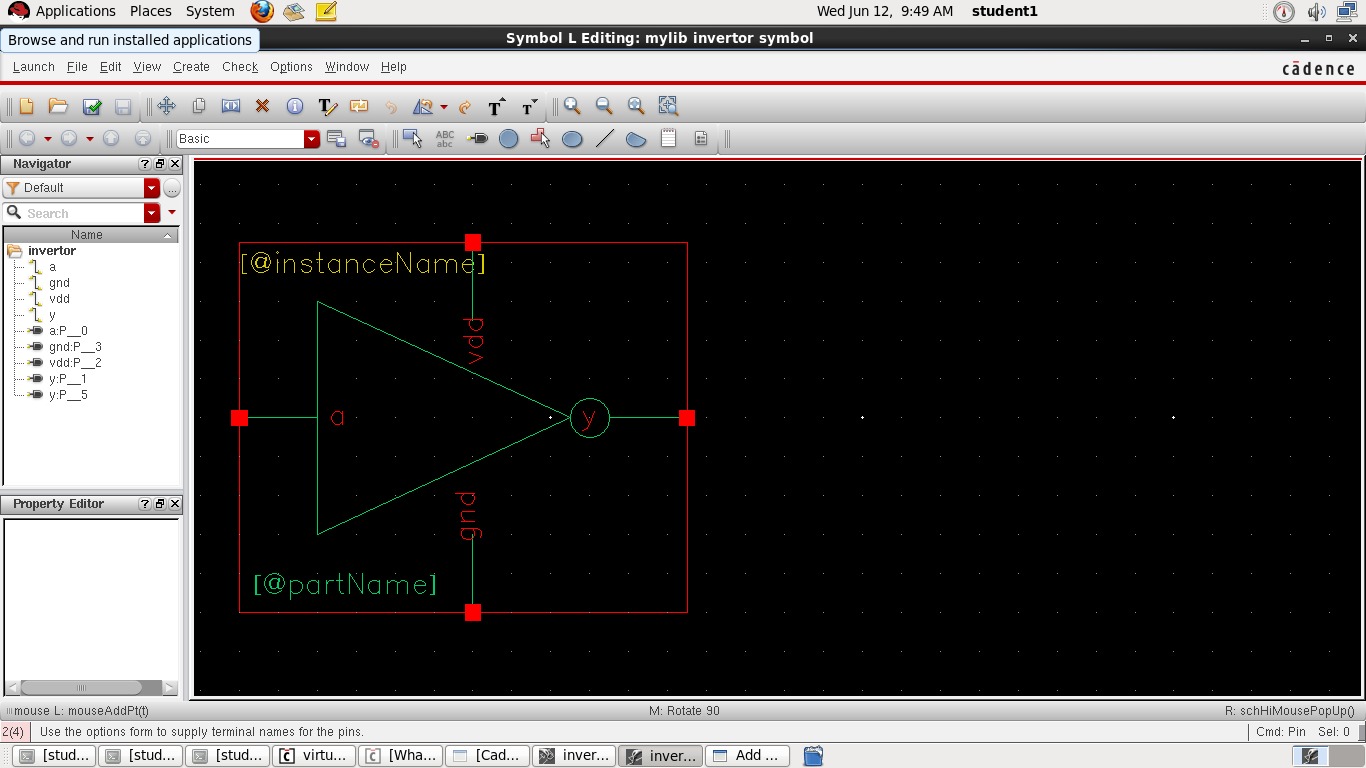 Applications Places System Wed Jun 12, 9:49 AM student1
Browse and run installed applications
Symbol L Editing: mylib invertor symbol
Launch File Edit View Create Check Options Window Help
cādence
T T T
Basic ABC abc
Navigator ?
Default ...
Search
Name
invertor
a
gnd
vdd
y
a:P__0
gnd:P__3
vdd:P__2
y:P__1
y:P__5
Property Editor ?
[@instanceName]
vdd
a
y
gnd
[@partName]
mouse L: mouseAddPt(t) M: Rotate 90 R: schHiMousePopUp()
2(4) Use the options form to supply terminal names for the pins. Cmd: Pin Sel: 0
[stud... [stud... [stud... virtu... [Wha... [Cad... inver... inver... Add ...